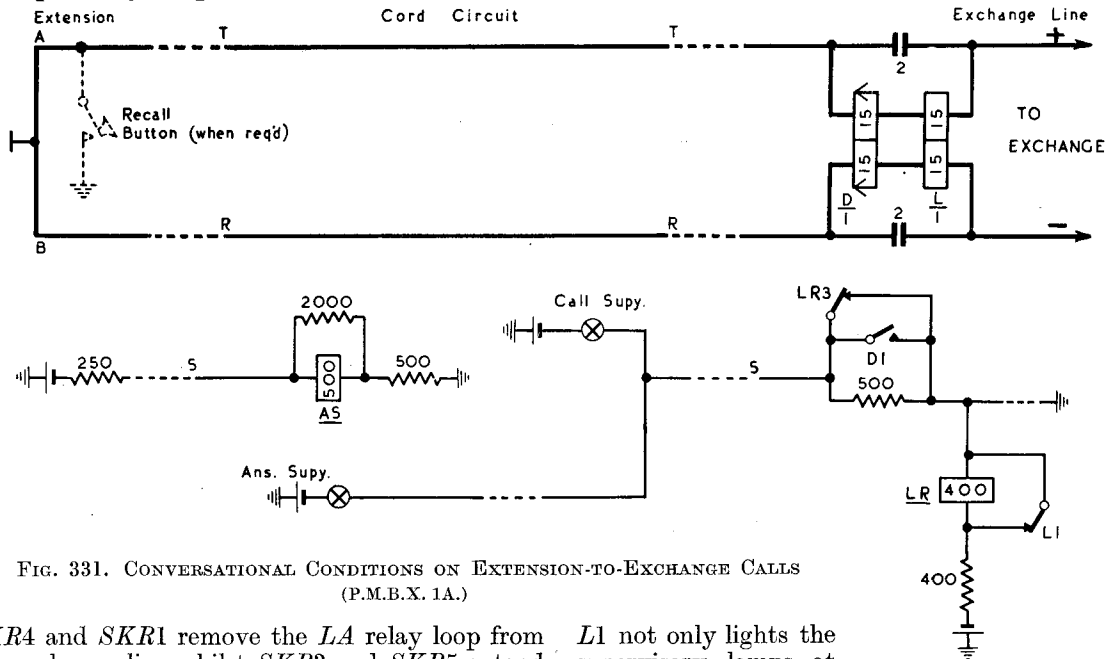 Extension Cord Circuit Exchange Line
A T T +
2
Recall
Button (when req'd)
15 15
TO
EXCHANGE
15 15
D/1 L/1
2
B R R −
LR3
2000 Call Supy.
250 S S D1
500 500 500
AS
Ans. Supy.
LR 400
L1
400
FIG. 331. CONVERSATIONAL CONDITIONS ON EXTENSION-TO-EXCHANGE CALLS
(P.M.B.X. 1A.)
R4 and SKR1 remove the LA relay loop from L1 not only lights the